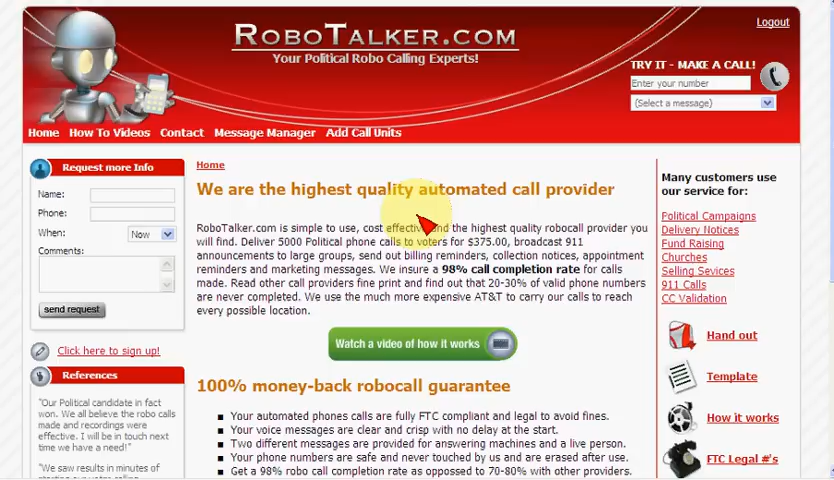 Logout
ROBOTALKER.COM
Your Political Robo Calling Experts!
TRY IT - MAKE A CALL!
Enter your number
(Select a message)
Home How To Videos Contact Message Manager Add Call Units
Request more Info
Name:
Phone:
When: Now
Comments:
send request
Click here to sign up!
References
"Our Political candidate in fact
won. We all believe the robo calls
made and recordings were
effective. I will be in touch next
time we have a need!"
"We saw results in minutes of
Home
We are the highest quality automated call provider
RoboTalker.com is simple to use, cost effective and the highest quality robocall provider you
will find. Deliver 5000 Political phone calls to voters for $375.00, broadcast 911
announcements to large groups, send out billing reminders, collection notices, appointment
reminders and marketing messages. We insure a 98% call completion rate for calls
made. Read other call providers fine print and find out that 20-30% of valid phone numbers
are never completed. We use the much more expensive AT&T to carry our calls to reach
every possible location.
Watch a video of how it works
100% money-back robocall guarantee
Your automated phones calls are fully FTC compliant and legal to avoid fines.
Your voice messages are clear and crisp with no delay at the start.
Two different messages are provided for answering machines and a live person.
Your phone numbers are safe and never touched by us and are erased after use.
Get a 98% robo call completion rate as oppossed to 70-80% with other providers.
Many customers use
our service for:
Political Campaigns
Delivery Notices
Fund Raising
Churches
Selling Sevices
911 Calls
CC Validation
Hand out
Template
How it works
FTC Legal #'s